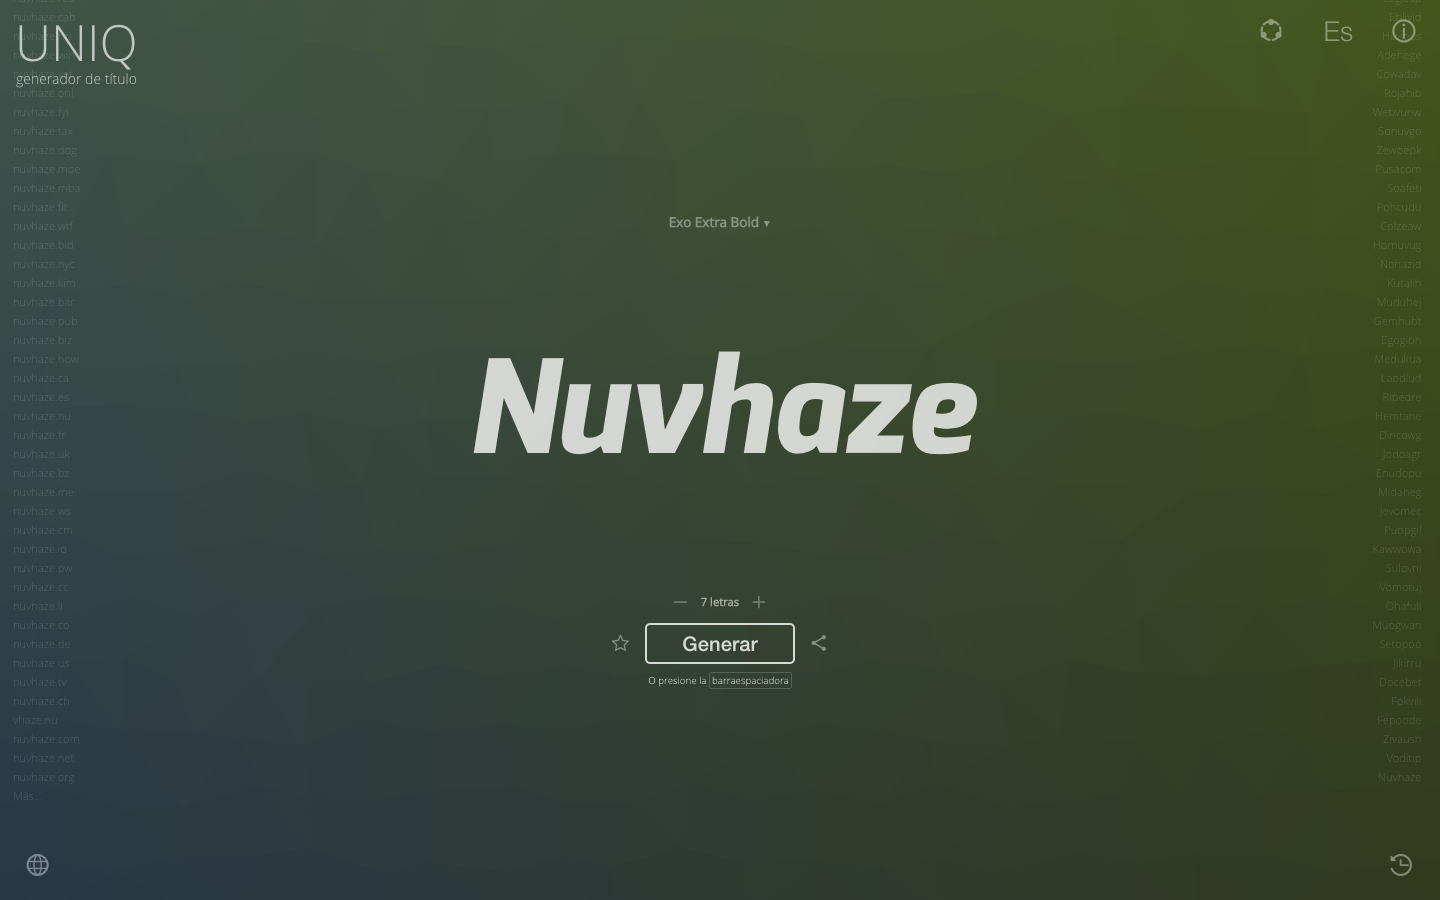 UNIQ
generador de título
Es
nuvhaze.cab
nuvhaze.onl
nuvhaze.fyi
nuvhaze.tax
nuvhaze.dog
nuvhaze.moe
nuvhaze.mba
nuvhaze.fit
nuvhaze.wtf
nuvhaze.bid
nuvhaze.nyc
nuvhaze.kim
nuvhaze.bar
nuvhaze.pub
nuvhaze.biz
nuvhaze.how
nuvhaze.ca
nuvhaze.es
nuvhaze.nu
nuvhaze.fr
nuvhaze.uk
nuvhaze.bz
nuvhaze.me
nuvhaze.ws
nuvhaze.cm
nuvhaze.id
nuvhaze.pw
nuvhaze.cc
nuvhaze.li
nuvhaze.co
nuvhaze.de
nuvhaze.us
nuvhaze.tv
nuvhaze.ch
vhaze.nu
nuvhaze.com
nuvhaze.net
nuvhaze.org
Más...
Exo Extra Bold ▾
Nuvhaze
7 letras
Generar
O presione la barraespaciadora
Adehege
Cowadav
Rojahib
Webvunw
Sonuvgo
Zewoepk
Pusacom
Soafeti
Pohcudu
Colzeaw
Homuvug
Nohazid
Kutalih
Muduhej
Gemhubt
Egogibh
Medukua
Laodlud
Ripedre
Hemtane
Dincowg
Jodoagr
Enudopu
Midaheg
Jevomec
Puopgil
Kawwowa
Sulovni
Vomotuj
Ohafuli
Muogwan
Setopoo
Jikirru
Docebet
Fokvili
Fepoode
Zivaush
Voditip
Nuvhaze